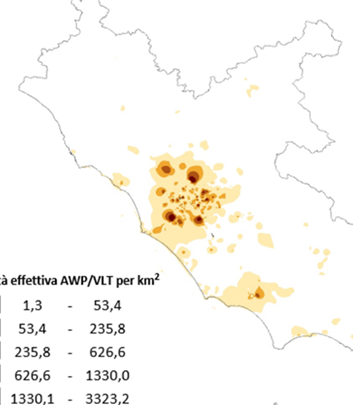 tà effettiva AWP/VLT per km²
1,3 - 53,4
53,4 - 235,8
235,8 - 626,6
626,6 - 1330,0
1330,1 - 3323,2